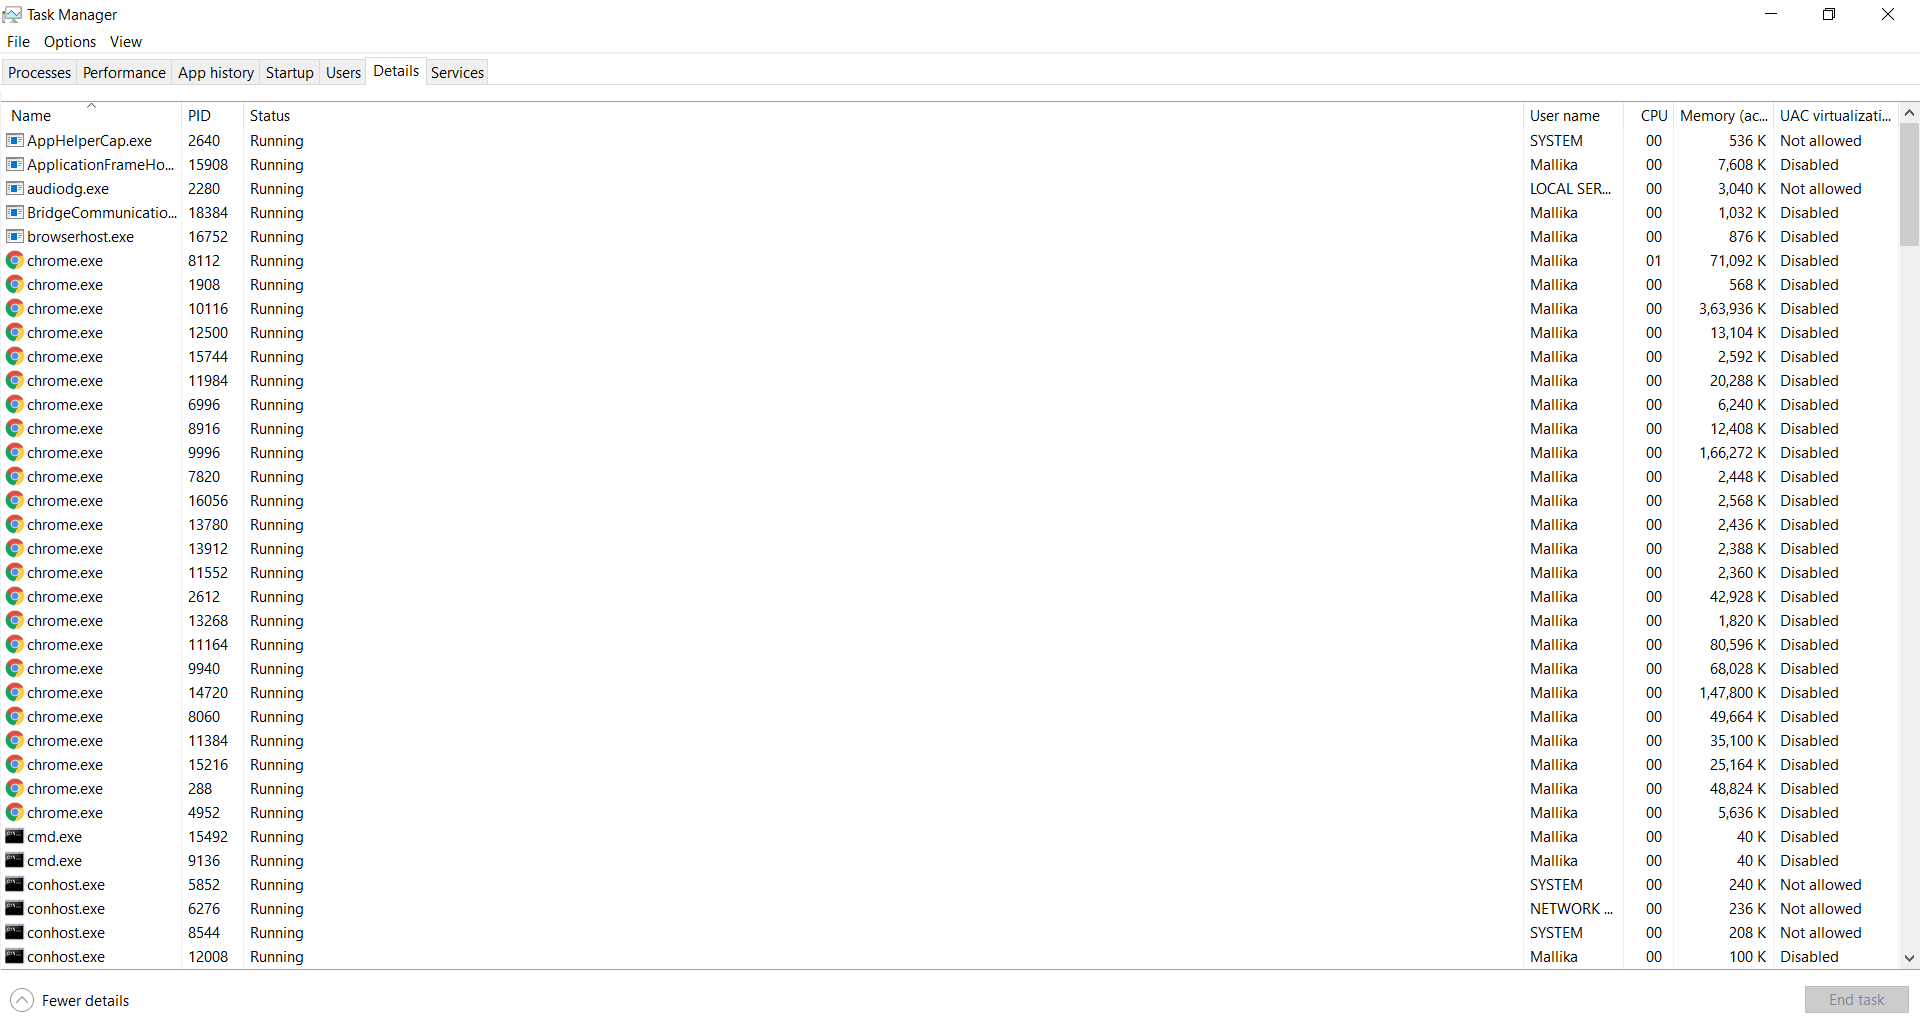 Task Manager
File Options View
Processes Performance App history Startup Users Details Services
Name PID Status User name CPU Memory (ac... UAC virtualizati...
AppHelperCap.exe 2640 Running SYSTEM 00 536 K Not allowed
ApplicationFrameHo... 15908 Running Mallika 00 7,608 K Disabled
audiodg.exe 2280 Running LOCAL SER... 00 3,040 K Not allowed
BridgeCommunicatio... 18384 Running Mallika 00 1,032 K Disabled
browserhost.exe 16752 Running Mallika 00 876 K Disabled
chrome.exe 8112 Running Mallika 01 71,092 K Disabled
chrome.exe 1908 Running Mallika 00 568 K Disabled
chrome.exe 10116 Running Mallika 00 3,63,936 K Disabled
chrome.exe 12500 Running Mallika 00 13,104 K Disabled
chrome.exe 15744 Running Mallika 00 2,592 K Disabled
chrome.exe 11984 Running Mallika 00 20,288 K Disabled
chrome.exe 6996 Running Mallika 00 6,240 K Disabled
chrome.exe 8916 Running Mallika 00 12,408 K Disabled
chrome.exe 9996 Running Mallika 00 1,66,272 K Disabled
chrome.exe 7820 Running Mallika 00 2,448 K Disabled
chrome.exe 16056 Running Mallika 00 2,568 K Disabled
chrome.exe 13780 Running Mallika 00 2,436 K Disabled
chrome.exe 13912 Running Mallika 00 2,388 K Disabled
chrome.exe 11552 Running Mallika 00 2,360 K Disabled
chrome.exe 2612 Running Mallika 00 42,928 K Disabled
chrome.exe 13268 Running Mallika 00 1,820 K Disabled
chrome.exe 11164 Running Mallika 00 80,596 K Disabled
chrome.exe 9940 Running Mallika 00 68,028 K Disabled
chrome.exe 14720 Running Mallika 00 1,47,800 K Disabled
chrome.exe 8060 Running Mallika 00 49,664 K Disabled
chrome.exe 11384 Running Mallika 00 35,100 K Disabled
chrome.exe 15216 Running Mallika 00 25,164 K Disabled
chrome.exe 288 Running Mallika 00 48,824 K Disabled
chrome.exe 4952 Running Mallika 00 5,636 K Disabled
cmd.exe 15492 Running Mallika 00 40 K Disabled
cmd.exe 9136 Running Mallika 00 40 K Disabled
conhost.exe 5852 Running SYSTEM 00 240 K Not allowed
conhost.exe 6276 Running NETWORK ... 00 236 K Not allowed
conhost.exe 8544 Running SYSTEM 00 208 K Not allowed
conhost.exe 12008 Running Mallika 00 100 K Disabled
Fewer details End task